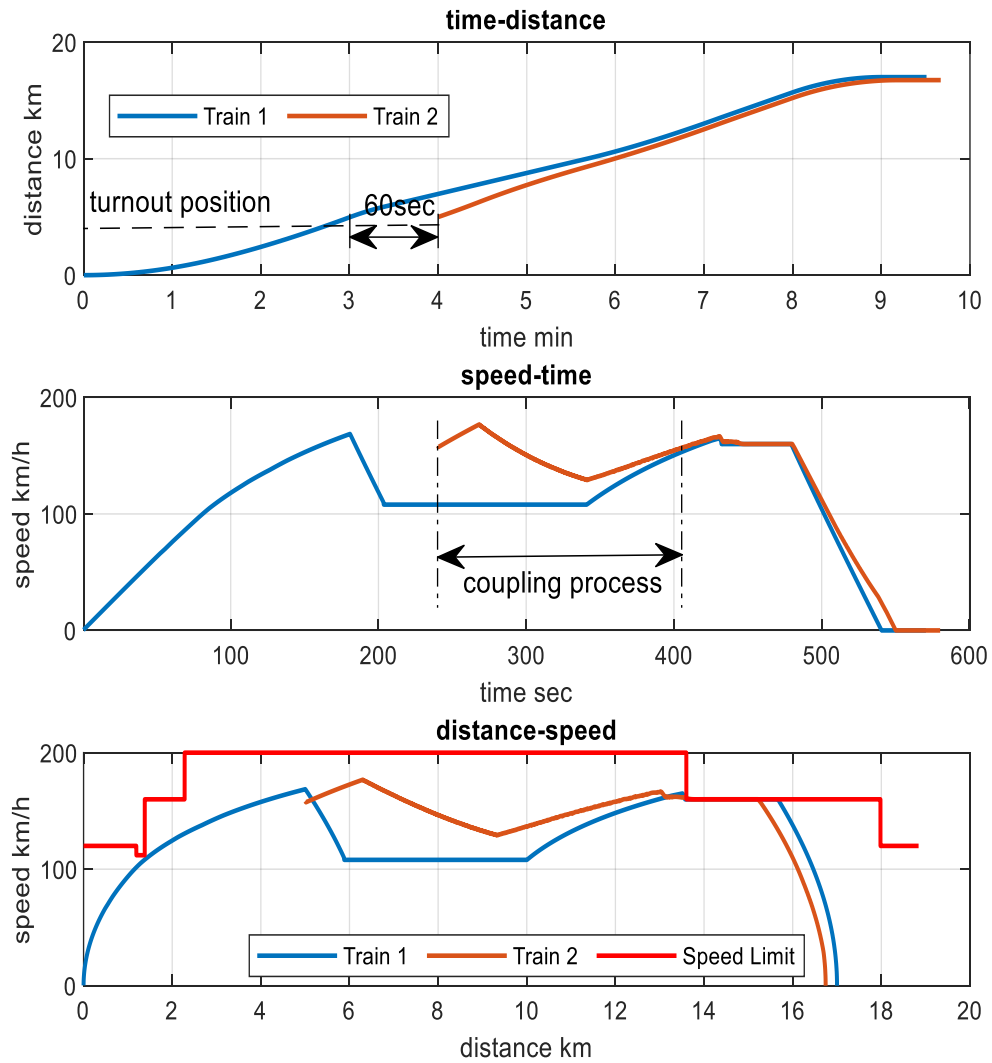 time-distance
20
10
0
distance km
Train 1
Train 2
turnout position
60sec
0
1
2
3
4
5
6
7
8
9
10
time min
speed-time
200
100
0
speed km/h
coupling process
100
200
300
400
500
600
time sec
distance-speed
200
100
0
speed km/h
Train 1
Train 2
Speed Limit
0
2
4
6
8
10
12
14
16
18
20
distance km